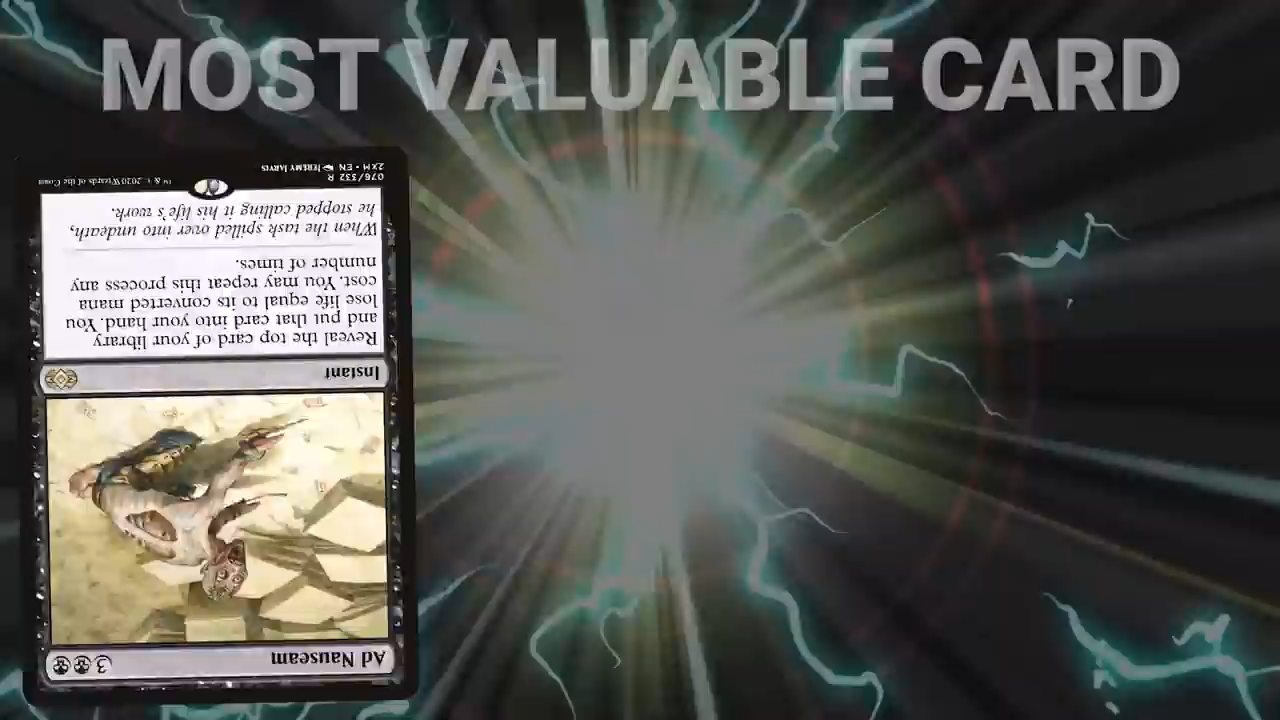 MOST VALUABLE CARD
Ad Nauseam 3
Instant
Reveal the top card of your library
and put that card into your hand. You
lose life equal to its converted mana
cost. You may repeat this process any
number of times.
When the task spilled over into undeath,
he stopped calling it his life's work.
076/332 R
2XM • EN JEREMY JARVIS
™ & © 2020 Wizards of the Coast